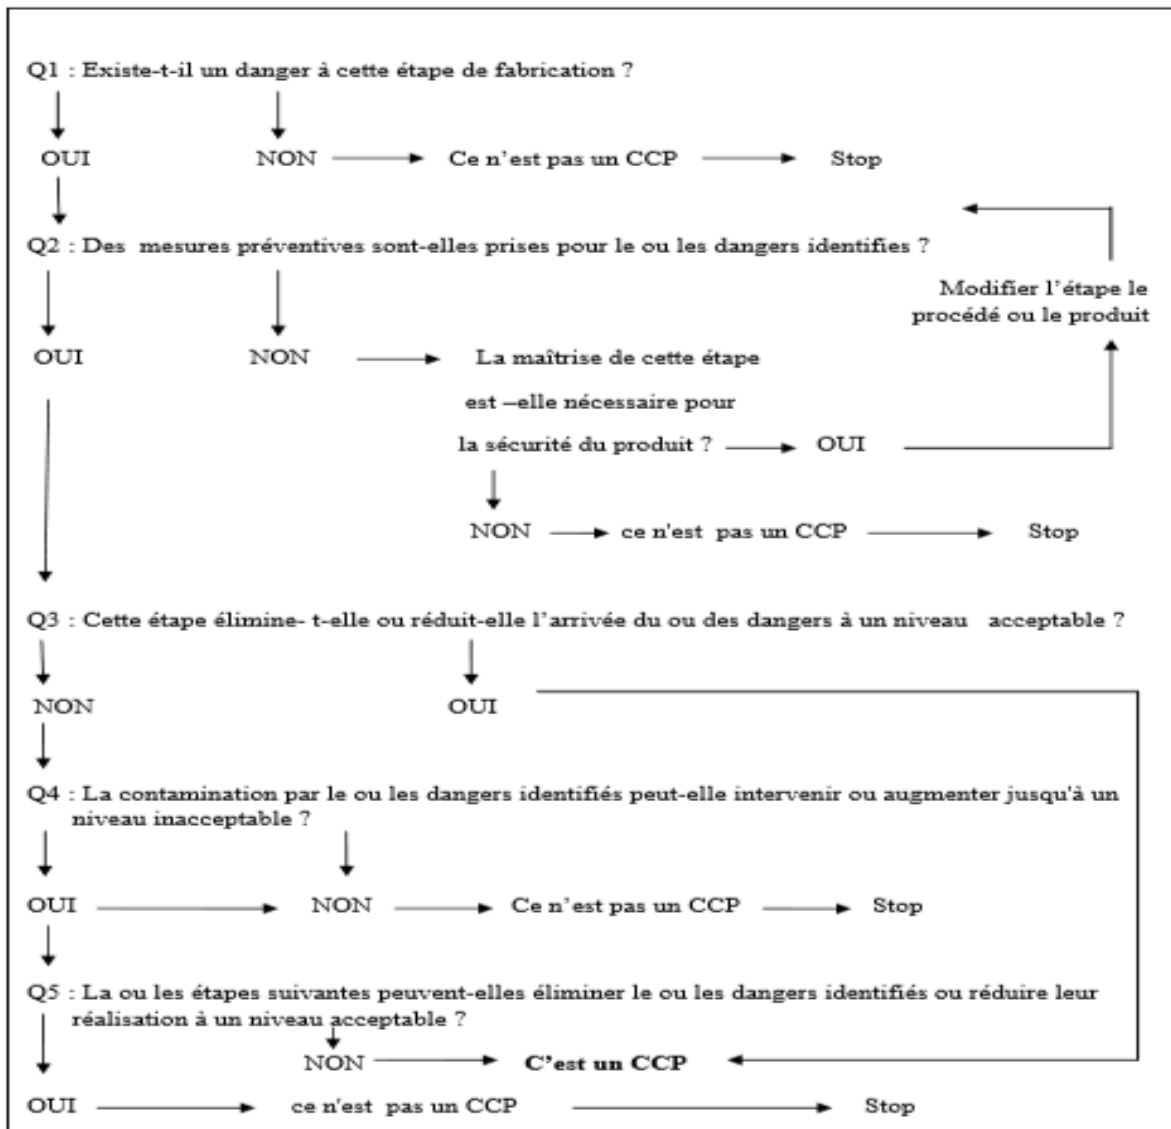 Q1 : Existe-t-il un danger à cette étape de fabrication ?
OUI NON Ce n'est pas un CCP Stop
Q2 : Des mesures préventives sont-elles prises pour le ou les dangers identifies ?
Modifier l'étape le
procédé ou le produit
OUI NON La maîtrise de cette étape
est –elle nécessaire pour
la sécurité du produit ? OUI
NON ce n'est pas un CCP Stop
Q3 : Cette étape élimine- t-elle ou réduit-elle l'arrivée du ou des dangers à un niveau acceptable ?
NON OUI
Q4 : La contamination par le ou les dangers identifiés peut-elle intervenir ou augmenter jusqu'à un
niveau inacceptable ?
OUI NON Ce n'est pas un CCP Stop
Q5 : La ou les étapes suivantes peuvent-elles éliminer le ou les dangers identifiés ou réduire leur
réalisation à un niveau acceptable ?
NON C'est un CCP
OUI ce n'est pas un CCP Stop